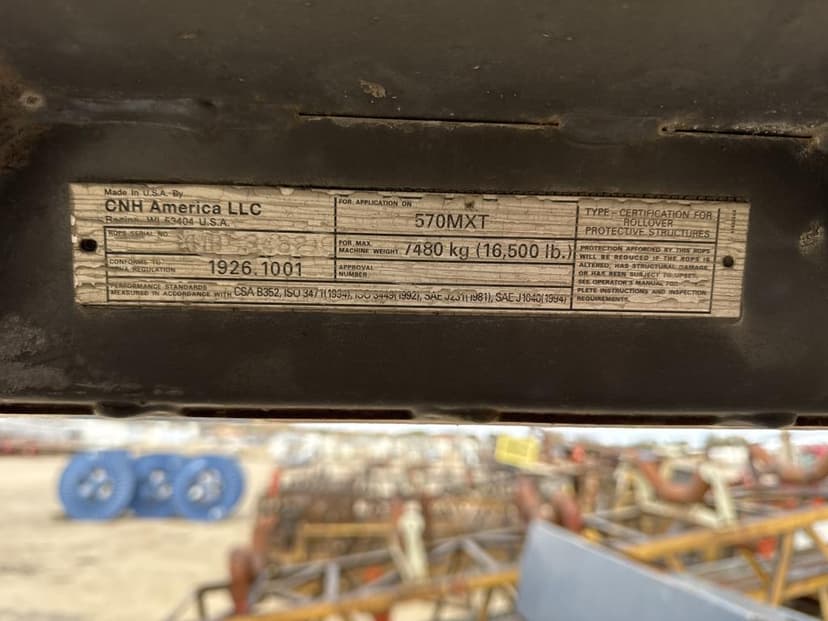 Made in U.S.A. By
CNH America LLC
Racine, WI 53404 U.S.A.
ROPS SERIAL NO.
CONFORMS TO
REGULATION 1926.1001
FOR APPLICATION ON
570MXT
FOR MAX.
MACHINE WEIGHT. 7480 kg (16,500 lb.)
APPROVAL
NUMBER
PERFORMANCE STANDARDS
MEASURED IN ACCORDANCE WITH CSA B352, ISO 3471(1994), ISO 3449(1992), SAE J231(1981), SAE J1040(1994)
TYPE - CERTIFICATION FOR
ROLLOVER
PROTECTIVE STRUCTURES
PROTECTION AFFORDED BY THIS ROPS
WILL BE REDUCED IF THE ROPS IS
ALTERED, HAS STRUCTURAL DAMAGE
OR HAS BEEN SUBJECT TO UPSET.
SEE OPERATOR'S MANUAL FOR
PLETE INSTRUCTIONS AND INSPECTION
REQUIREMENTS.